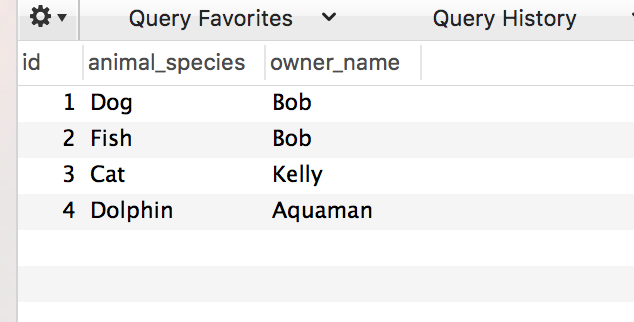 Query Favorites Query History
id animal_species owner_name
1 Dog Bob
2 Fish Bob
3 Cat Kelly
4 Dolphin Aquaman